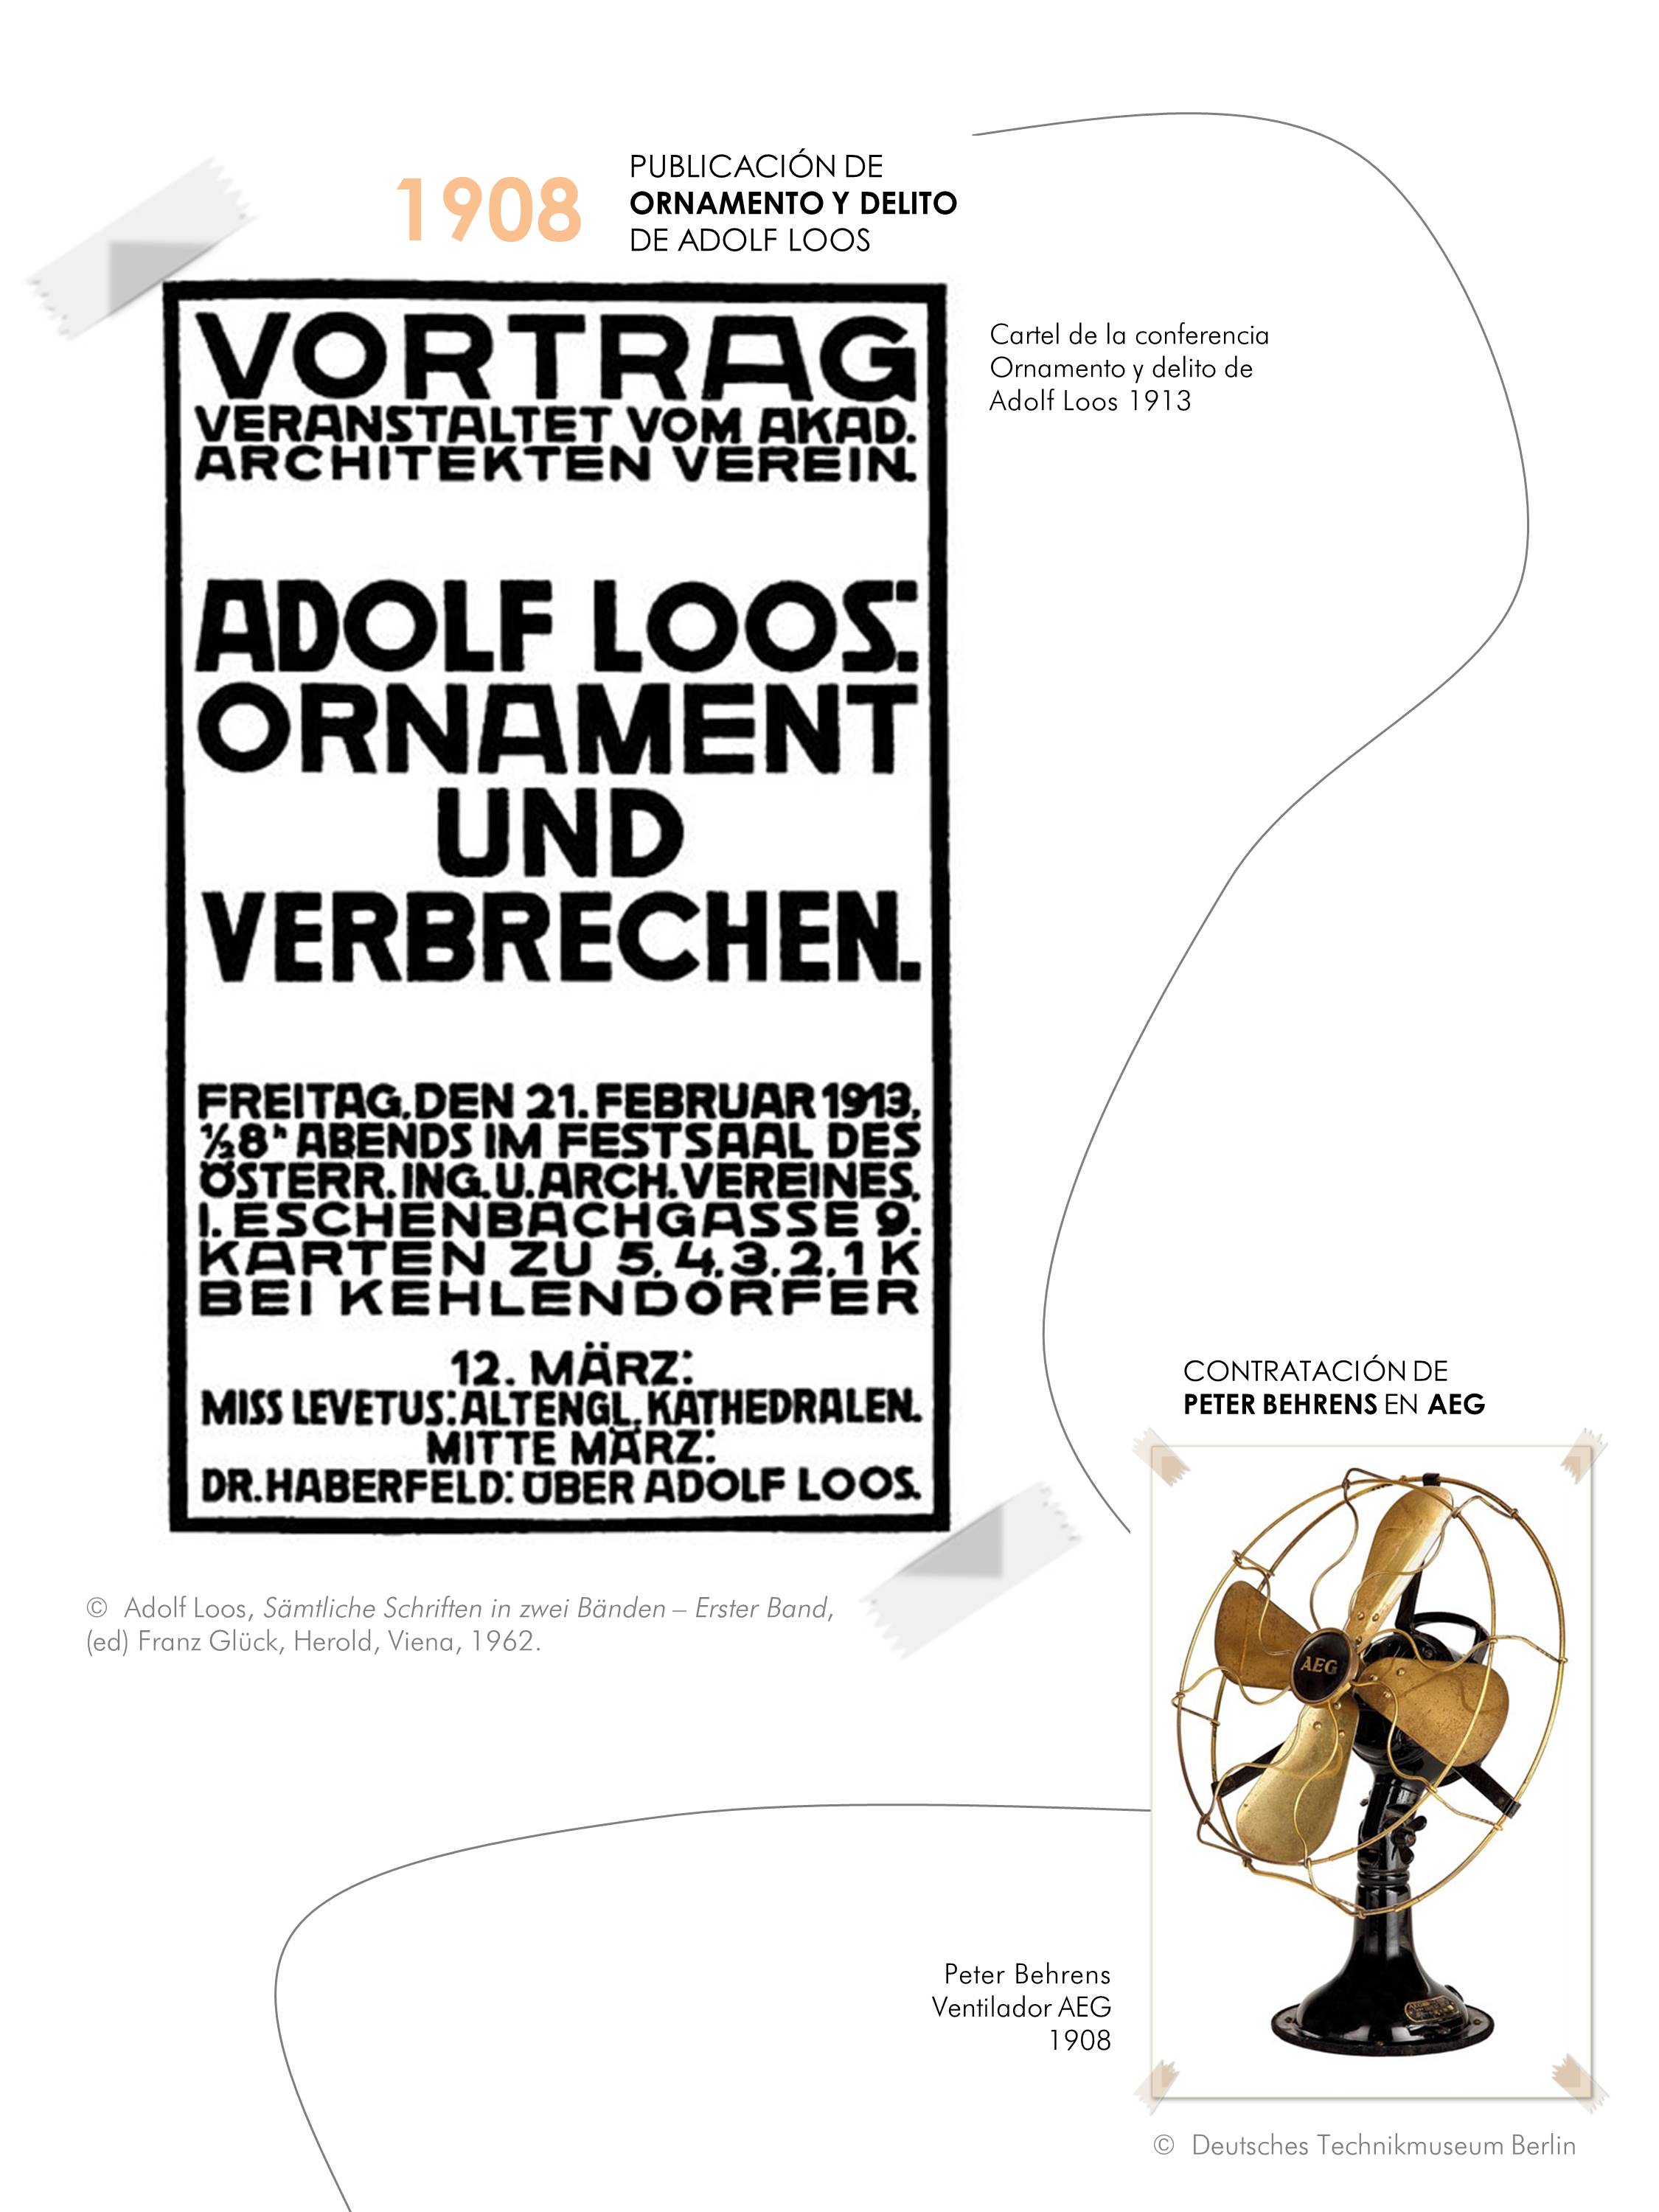 1908
PUBLICACIÓN DE
ORNAMENTO Y DELITO
DE ADOLF LOOS
VORTRAG
VERANSTALTET VOM AKAD.
ARCHITEKTEN VEREIN.
ADOLF LOOS:
ORNAMENT
UND
VERBRECHEN.
FREITAG, DEN 21. FEBRUAR 1913,
½8ʰ ABENDS IM FESTSAAL DES
ÖSTERR. ING. U. ARCH. VEREINES,
I. ESCHENBACHGASSE 9.
KARTEN ZU 5, 4, 3, 2, 1 K
BEI KEHLENDORFER
12. MÄRZ:
MISS LEVETUS: ALTENGL. KATHEDRALEN.
MITTE MÄRZ:
DR. HABERFELD: ÜBER ADOLF LOOS.
Cartel de la conferencia
Ornamento y delito de
Adolf Loos 1913
© Adolf Loos, Sämtliche Schriften in zwei Bänden – Erster Band,
(ed) Franz Glück, Herold, Viena, 1962.
CONTRATACIÓN DE
PETER BEHRENS EN AEG
AEG
Peter Behrens
Ventilador AEG
1908
© Deutsches Technikmuseum Berlin